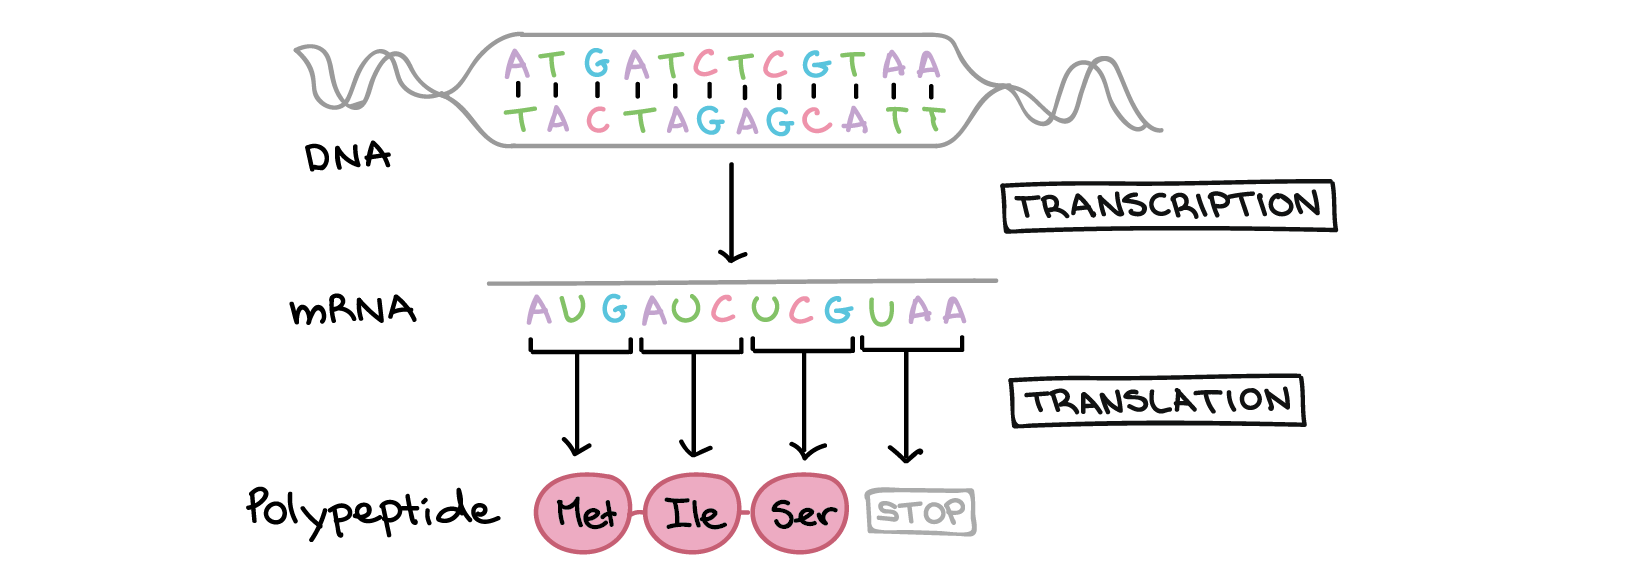 A T G A T C T C G T A A
T A C T A G A G C A T T
DNA
TRANSCRIPTION
mRNA
A U G A U C U C G U A A
TRANSLATION
Polypeptide
Met Ile Ser STOP